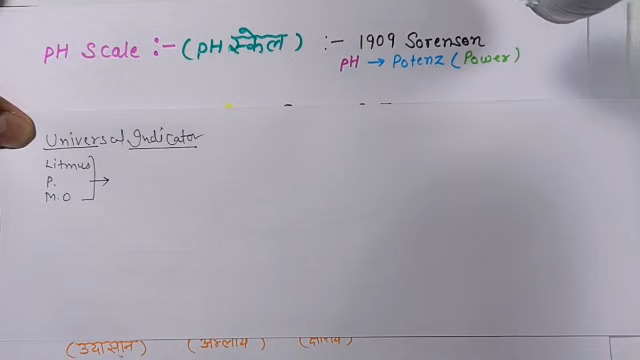 pH Scale :- (pH स्केल) :- 1909 Sorenson
pH → Potenz (Power)
Universal Indicator
Litmus
P. →
M.O
(उदासीन) (अम्लीय) (क्षारीय)